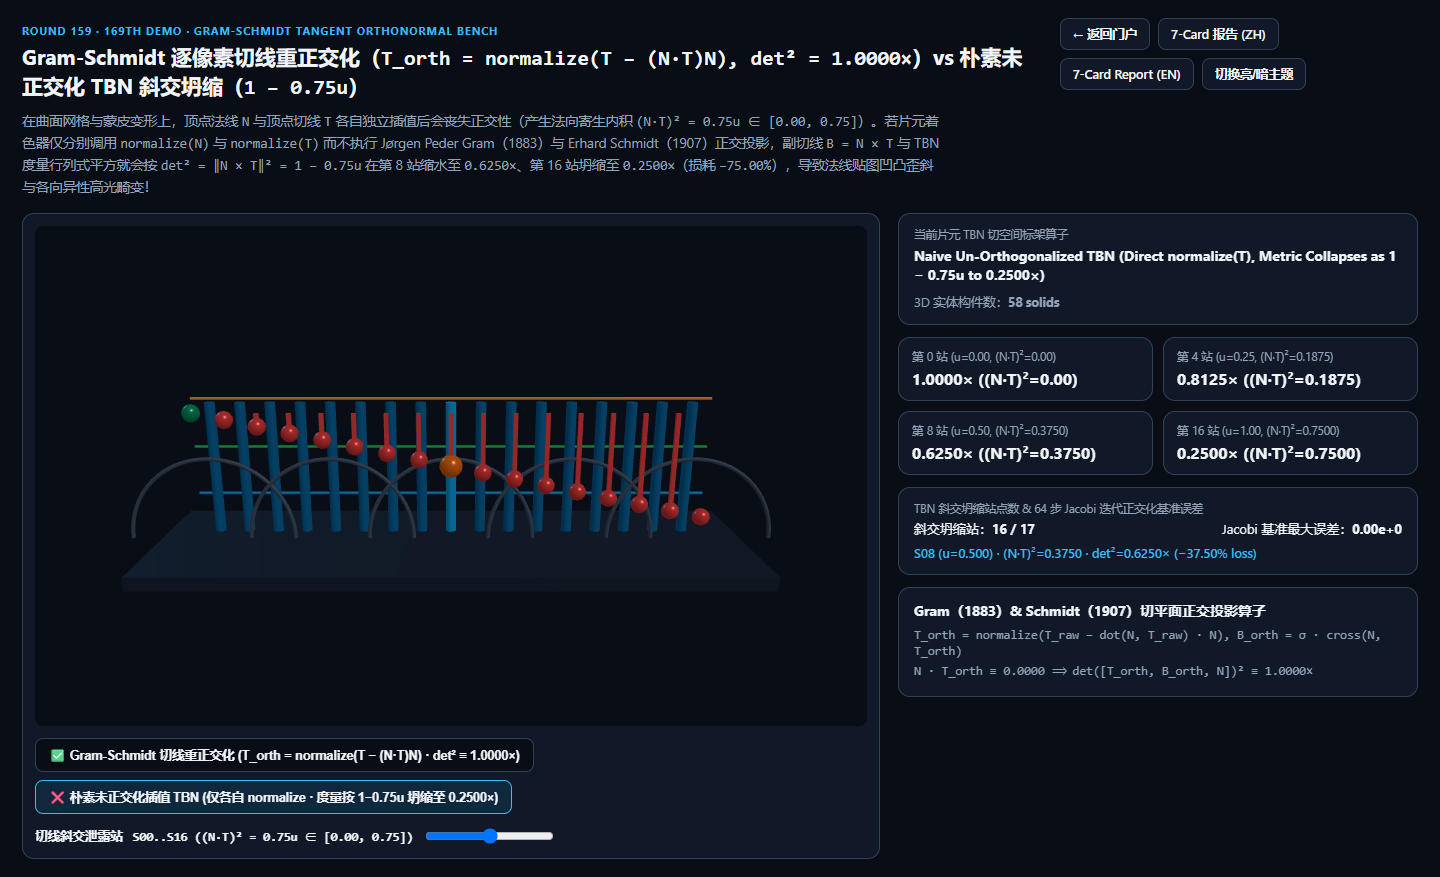 ROUND 159 · 169TH DEMO · GRAM-SCHMIDT TANGENT ORTHONORMAL BENCH
Gram-Schmidt 逐像素切线重正交化（T_orth = normalize(T − (N·T)N), det² = 1.0000×）vs 朴素未
正交化 TBN 斜交坍缩（1 − 0.75u）
在曲面网格与蒙皮变形上，顶点法线 N 与顶点切线 T 各自独立插值后会丧失正交性（产生法向寄生内积 (N·T)² = 0.75u ∈ [0.00, 0.75]）。若片元着
色器仅分别调用 normalize(N) 与 normalize(T) 而不执行 Jørgen Peder Gram（1883）与 Erhard Schmidt（1907）正交投影，副切线 B = N × T 与 TBN
度量行列式平方就会按 det² = ‖N × T‖² = 1 − 0.75u 在第 8 站缩水至 0.6250×、第 16 站坍缩至 0.2500×（损耗 −75.00%），导致法线贴图凹凸歪斜
与各向异性高光畸变！
← 返回门户
7-Card 报告 (ZH)
7-Card Report (EN)
切换亮/暗主题
✅ Gram-Schmidt 切线重正交化 (T_orth = normalize(T − (N·T)N) · det² ≡ 1.0000×)
❌ 朴素未正交化插值 TBN (仅各自 normalize · 度量按 1−0.75u 坍缩至 0.2500×)
切线斜交泄露站 S00..S16 ((N·T)² = 0.75u ∈ [0.00, 0.75])
当前片元 TBN 切空间标架算子
Naive Un-Orthogonalized TBN (Direct normalize(T), Metric Collapses as 1
− 0.75u to 0.2500×)
3D 实体构件数：58 solids
第 0 站 (u=0.00, (N·T)²=0.00)
1.0000× ((N·T)²=0.00)
第 4 站 (u=0.25, (N·T)²=0.1875)
0.8125× ((N·T)²=0.1875)
第 8 站 (u=0.50, (N·T)²=0.3750)
0.6250× ((N·T)²=0.3750)
第 16 站 (u=1.00, (N·T)²=0.7500)
0.2500× ((N·T)²=0.7500)
TBN 斜交坍缩站点数 & 64 步 Jacobi 迭代正交化基准误差
斜交坍缩站：16 / 17
Jacobi 基准最大误差：0.00e+0
S08 (u=0.500) · (N·T)²=0.3750 · det²=0.6250× (−37.50% loss)
Gram（1883）& Schmidt（1907）切平面正交投影算子
T_orth = normalize(T_raw − dot(N, T_raw) · N), B_orth = σ · cross(N,
T_orth)
N · T_orth ≡ 0.0000 ⟹ det([T_orth, B_orth, N])² ≡ 1.0000×